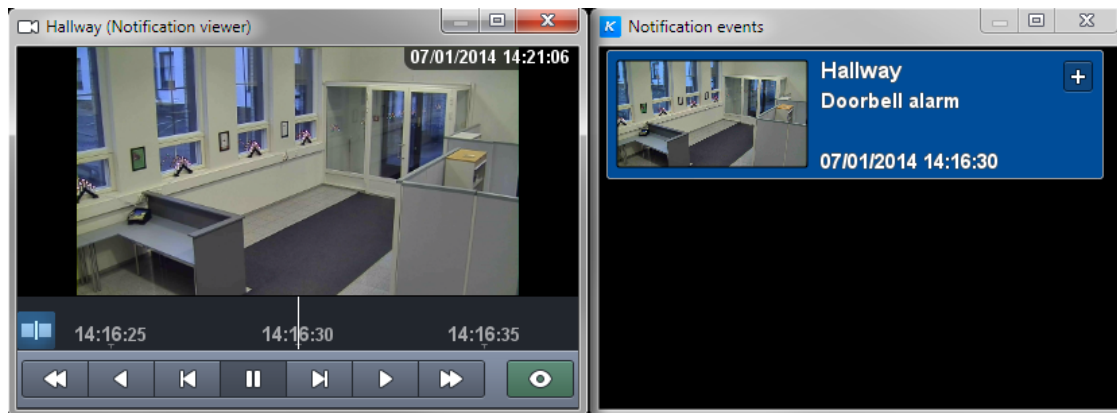 Hallway (Notification viewer)
07/01/2014 14:21:06
14:16:25 14:16:30 14:16:35
K Notification events
Hallway
Doorbell alarm
07/01/2014 14:16:30